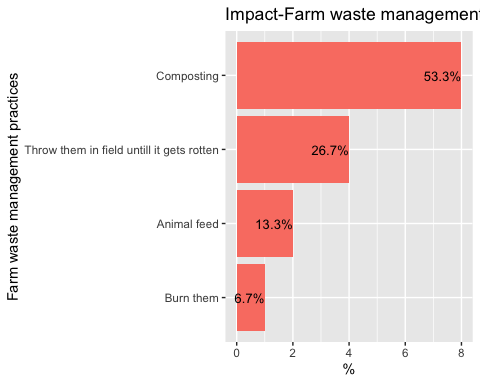 Impact-Farm waste management
Farm waste management practices
Composting
53.3%
Throw them in field untill it gets rotten
26.7%
Animal feed
13.3%
Burn them
6.7%
0 2 4 6 8
%